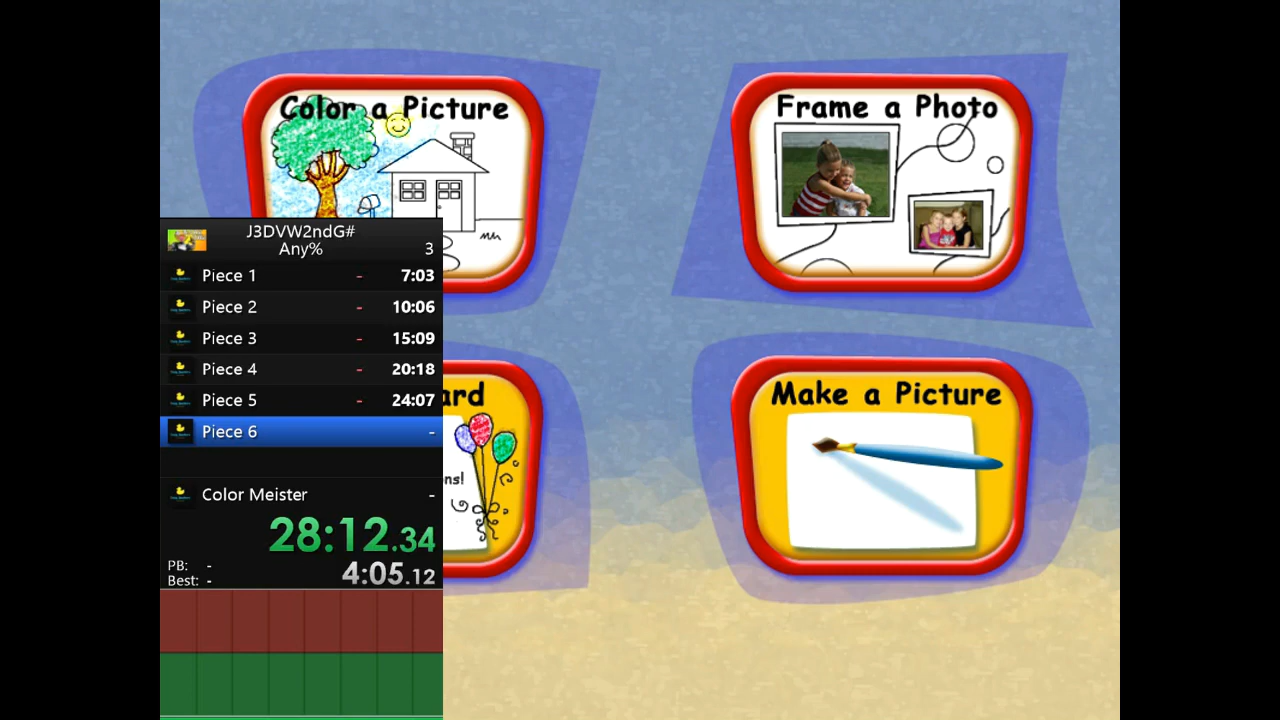 Color a Picture
Frame a Photo
J3DVW2ndG#
Any% 3
Piece 1 - 7:03
Piece 2 - 10:06
Piece 3 - 15:09
Piece 4 - 20:18
Piece 5 - 24:07
Piece 6 -
ard
Make a Picture
ns!
Color Meister -
28:12.34
PB: -
Best: -
4:05.12